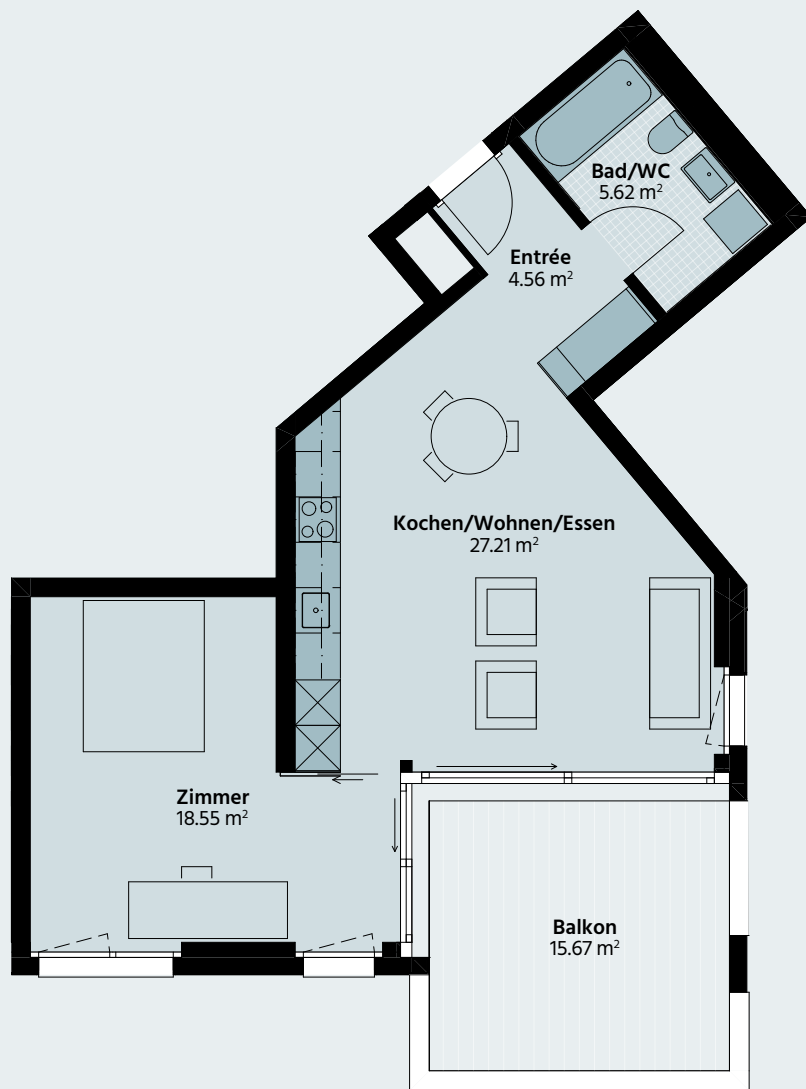 Bad/WC
5.62 m²
Entrée
4.56 m²
Kochen/Wohnen/Essen
27.21 m²
Zimmer
18.55 m²
Balkon
15.67 m²